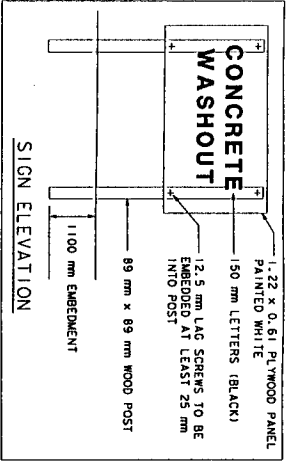 CONCRETE
WASHOUT
1.22 x 0.61 PLYWOOD PANEL
PAINTED WHITE
150 mm LETTERS (BLACK)
12.5 mm LAG SCREWS TO BE
EMBEDDED AT LEAST 25 mm
INTO POST
89 mm x 89 mm WOOD POST
1100 mm EMBEDMENT
SIGN ELEVATION